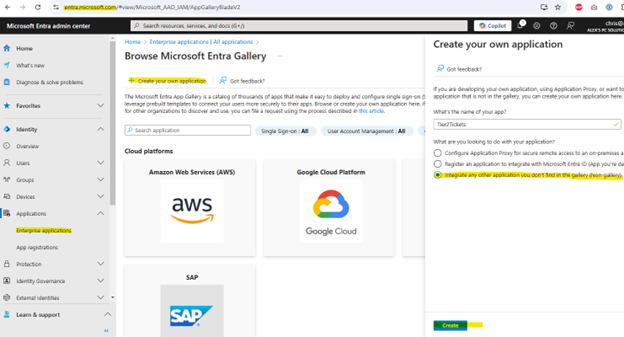 entra.microsoft.com/#view/Microsoft_AAD_IAM/AppGalleryBladeV2
Microsoft Entra admin center
Search resources, services, and docs (G+/)
Copilot
chris@
ALEX'S PC SOLUTION
Home
What's new
Diagnose & solve problems
Favorites
Identity
Overview
Users
Groups
Devices
Applications
Enterprise applications
App registrations
Protection
Identity Governance
External Identities
Learn & support
Home > Enterprise applications | All applications >
Browse Microsoft Entra Gallery
Create your own application
Got feedback?
The Microsoft Entra App Gallery is a catalog of thousands of apps that make it easy to deploy and configure single sign-on
leverage prebuilt templates to connect your users more securely to their apps. Browse or create your own application here. If
for other organizations to discover and use, you can file a request using the process described in this article.
Search application
Single Sign-on : All
User Account Management : All
Cloud platforms
Amazon Web Services (AWS)
aws
Google Cloud Platform
Google Cloud
SAP
SAP
Create your own application
Got feedback?
If you are developing your own application, using Application Proxy, or want to
application that is not in the gallery, you can create your own application here.
What's the name of your app?
Tier2Tickets
What are you looking to do with your application?
Configure Application Proxy for secure remote access to an on-premises a
Register an application to integrate with Microsoft Entra ID (App you're de
Integrate any other application you don't find in the gallery (Non-gallery)
Create